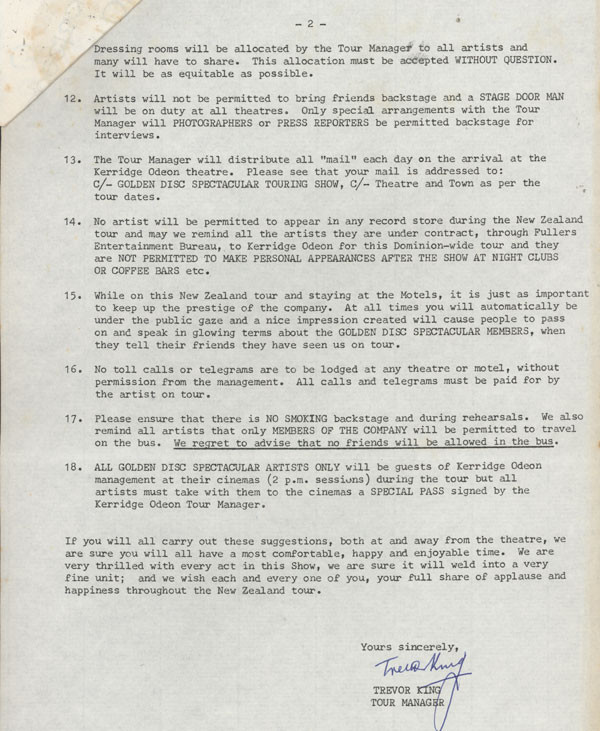 - 2 -
Dressing rooms will be allocated by the Tour Manager to all artists and
many will have to share. This allocation must be accepted WITHOUT QUESTION.
It will be as equitable as possible.
12. Artists will not be permitted to bring friends backstage and a STAGE DOOR MAN
will be on duty at all theatres. Only special arrangements with the Tour
Manager will PHOTOGRAPHERS or PRESS REPORTERS be permitted backstage for
interviews.
13. The Tour Manager will distribute all "mail" each day on the arrival at the
Kerridge Odeon theatre. Please see that your mail is addressed to:
C/- GOLDEN DISC SPECTACULAR TOURING SHOW, C/- Theatre and Town as per the
tour dates.
14. No artist will be permitted to appear in any record store during the New Zealand
tour and may we remind all the artists they are under contract, through Fullers
Entertainment Bureau, to Kerridge Odeon for this Dominion-wide tour and they
are NOT PERMITTED TO MAKE PERSONAL APPEARANCES AFTER THE SHOW AT NIGHT CLUBS
OR COFFEE BARS etc.
15. While on this New Zealand tour and staying at the Motels, it is just as important
to keep up the prestige of the company. At all times you will automatically be
under the public gaze and a nice impression created will cause people to pass
on and speak in glowing terms about the GOLDEN DISC SPECTACULAR MEMBERS, when
they tell their friends they have seen us on tour.
16. No toll calls or telegrams are to be lodged at any theatre or motel, without
permission from the management. All calls and telegrams must be paid for by
the artist on tour.
17. Please ensure that there is NO SMOKING backstage and during rehearsals. We also
remind all artists that only MEMBERS OF THE COMPANY will be permitted to travel
on the bus. We regret to advise that no friends will be allowed in the bus.
18. ALL GOLDEN DISC SPECTACULAR ARTISTS ONLY will be guests of Kerridge Odeon
management at their cinemas (2 p.m. sessions) during the tour but all
artists must take with them to the cinemas a SPECIAL PASS signed by the
Kerridge Odeon Tour Manager.
If you will all carry out these suggestions, both at and away from the theatre, we
are sure you will all have a most comfortable, happy and enjoyable time. We are
very thrilled with every act in this Show, we are sure it will weld into a very
fine unit; and we wish each and every one of you, your full share of applause and
happiness throughout the New Zealand tour.
Yours sincerely,
Trevor King
TREVOR KING
TOUR MANAGER